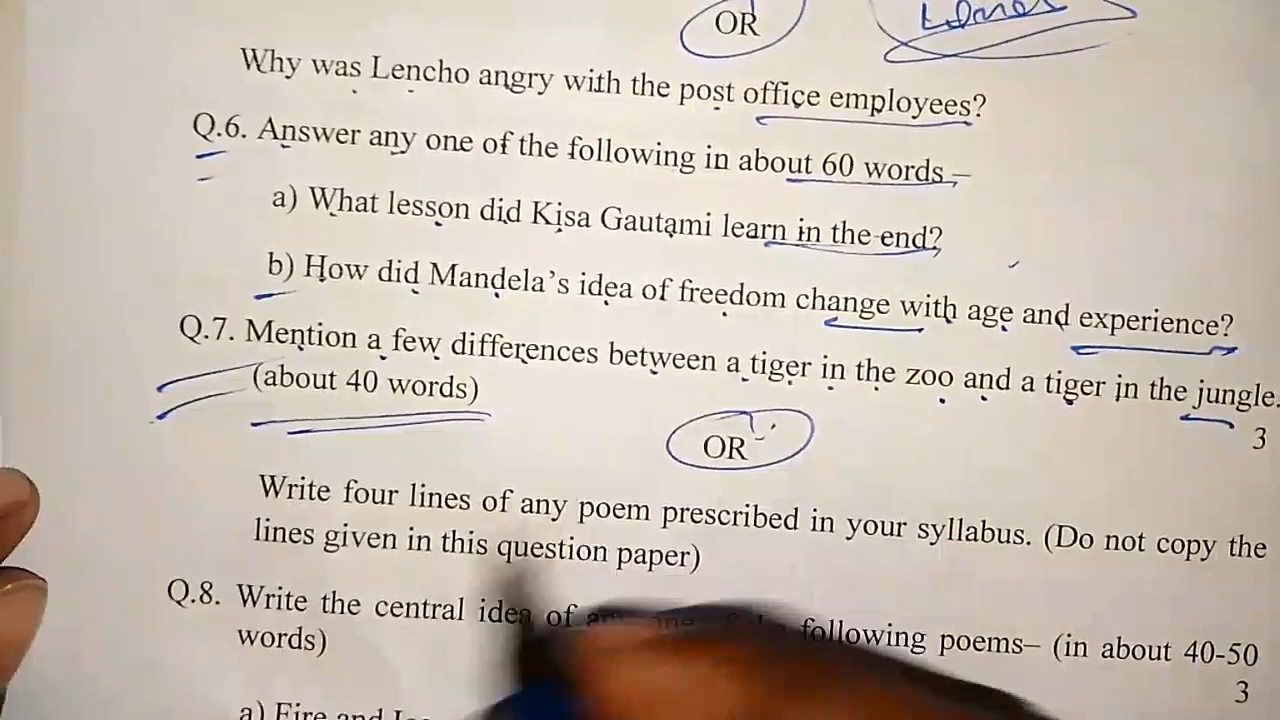 OR
Why was Lencho angry with the post office employees?
Q.6. Answer any one of the following in about 60 words –
a) What lesson did Kisa Gautami learn in the end?
b) How did Mandela's idea of freedom change with age and experience?
Q.7. Mention a few differences between a tiger in the zoo and a tiger in the jungle.
(about 40 words)
3
OR
Write four lines of any poem prescribed in your syllabus. (Do not copy the
lines given in this question paper)
Q.8. Write the central idea of following poems– (in about 40-50
words)
3
a) Fire and